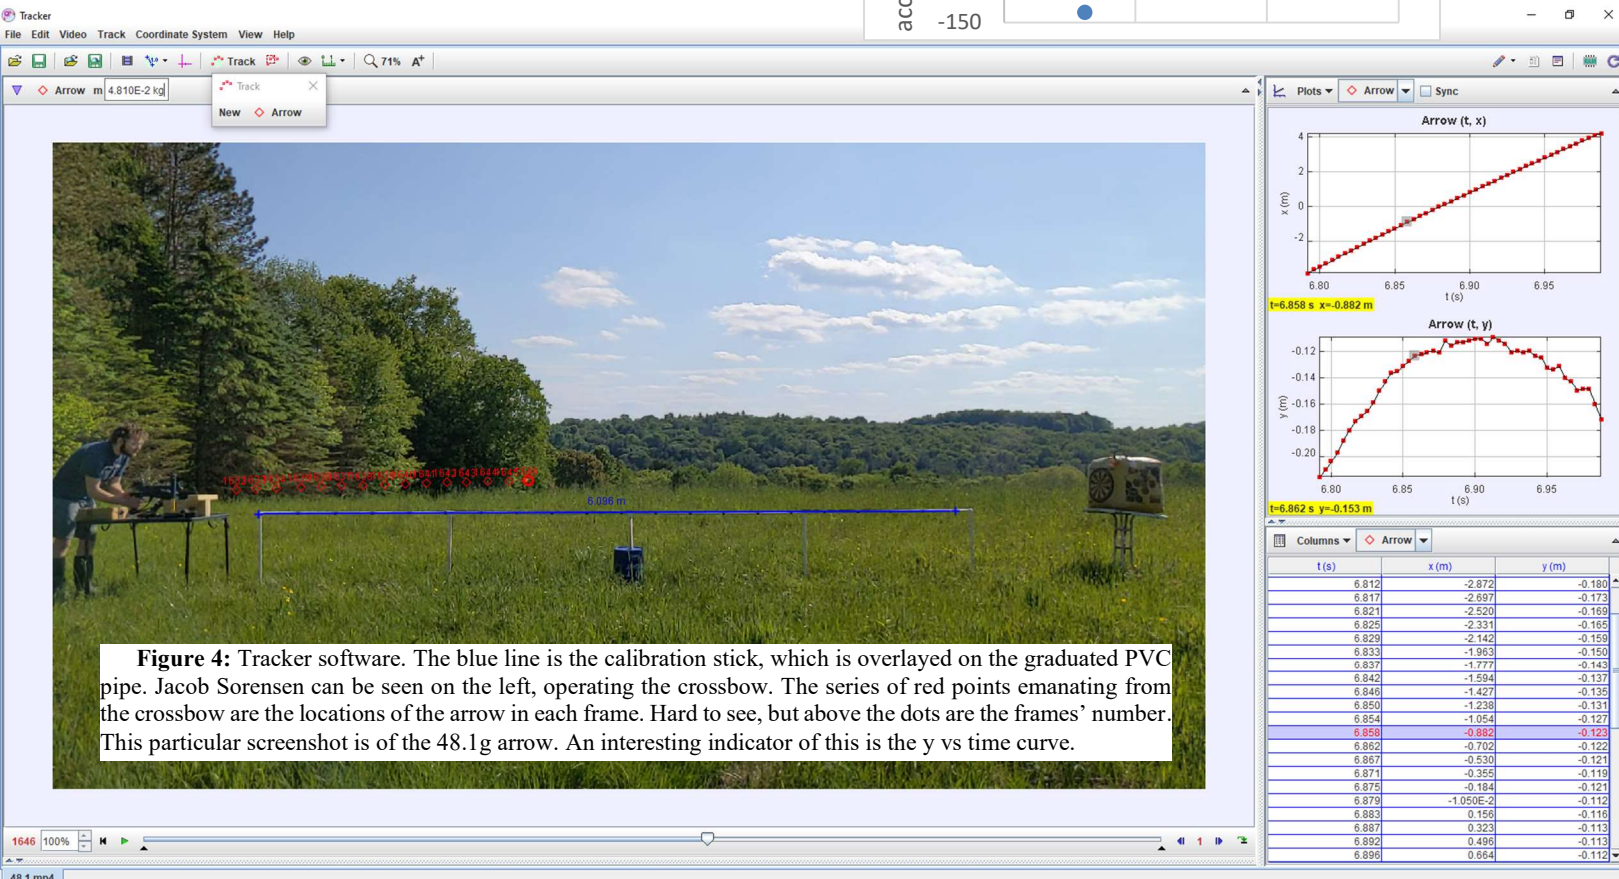 acc
-150
Tracker
File Edit Video Track Coordinate System View Help
Track 71% A+
Arrow m 4.810E-2 kg
Track
New Arrow
6.096 m
Figure 4: Tracker software. The blue line is the calibration stick, which is overlayed on the graduated PVC
pipe. Jacob Sorensen can be seen on the left, operating the crossbow. The series of red points emanating from
the crossbow are the locations of the arrow in each frame. Hard to see, but above the dots are the frames’ number.
This particular screenshot is of the 48.1g arrow. An interesting indicator of this is the y vs time curve.
1646 100% 1
48.1.mp4
Plots Arrow Sync
Arrow (t, x)
4
2
0
-2
x (m)
6.80 6.85 6.90 6.95
t (s)
t=6.858 s x=-0.882 m
Arrow (t, y)
-0.12
-0.14
-0.16
-0.18
-0.20
y (m)
6.80 6.85 6.90 6.95
t (s)
t=6.862 s y=-0.153 m
Columns Arrow
t (s) x (m) y (m)
6.812 -2.872 -0.180
6.817 -2.697 -0.173
6.821 -2.520 -0.169
6.825 -2.331 -0.165
6.829 -2.142 -0.159
6.833 -1.963 -0.150
6.837 -1.777 -0.143
6.842 -1.594 -0.137
6.846 -1.427 -0.135
6.850 -1.238 -0.131
6.854 -1.054 -0.127
6.858 -0.882 -0.123
6.862 -0.702 -0.122
6.867 -0.530 -0.121
6.871 -0.355 -0.119
6.875 -0.184 -0.121
6.879 -1.050E-2 -0.112
6.883 0.156 -0.116
6.887 0.323 -0.113
6.892 0.496 -0.113
6.896 0.664 -0.112